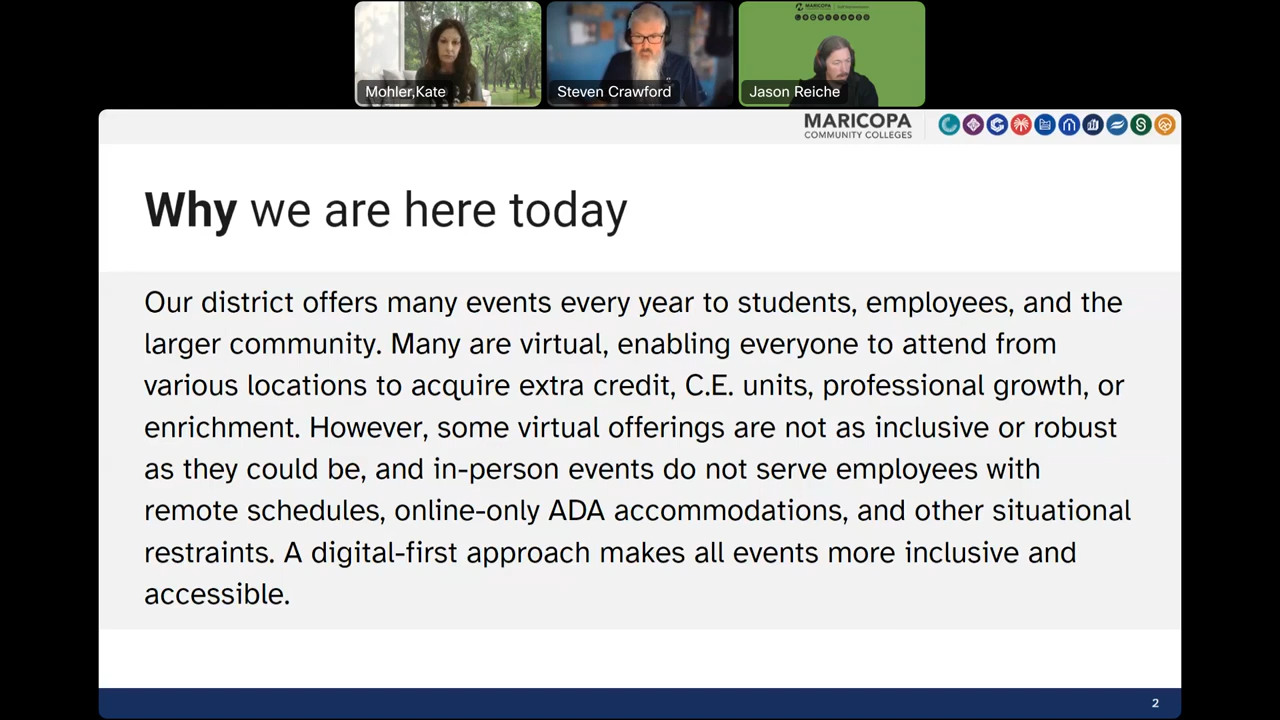 Mohler,Kate
Steven Crawford
Jason Reiche
MARICOPA
COMMUNITY COLLEGES
Why we are here today
Our district offers many events every year to students, employees, and the
larger community. Many are virtual, enabling everyone to attend from
various locations to acquire extra credit, C.E. units, professional growth, or
enrichment. However, some virtual offerings are not as inclusive or robust
as they could be, and in-person events do not serve employees with
remote schedules, online-only ADA accommodations, and other situational
restraints. A digital-first approach makes all events more inclusive and
accessible.
2